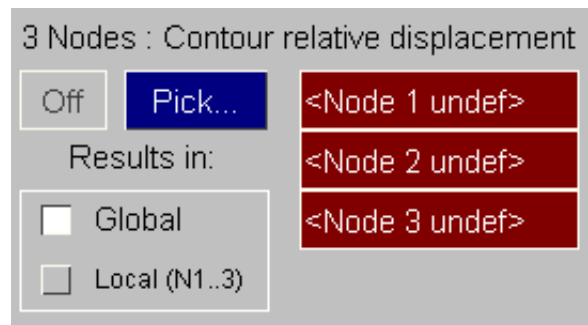 3 Nodes : Contour relative displacement
Off Pick... <Node 1 undef>
Results in: <Node 2 undef>
Global <Node 3 undef>
Local (N1..3)